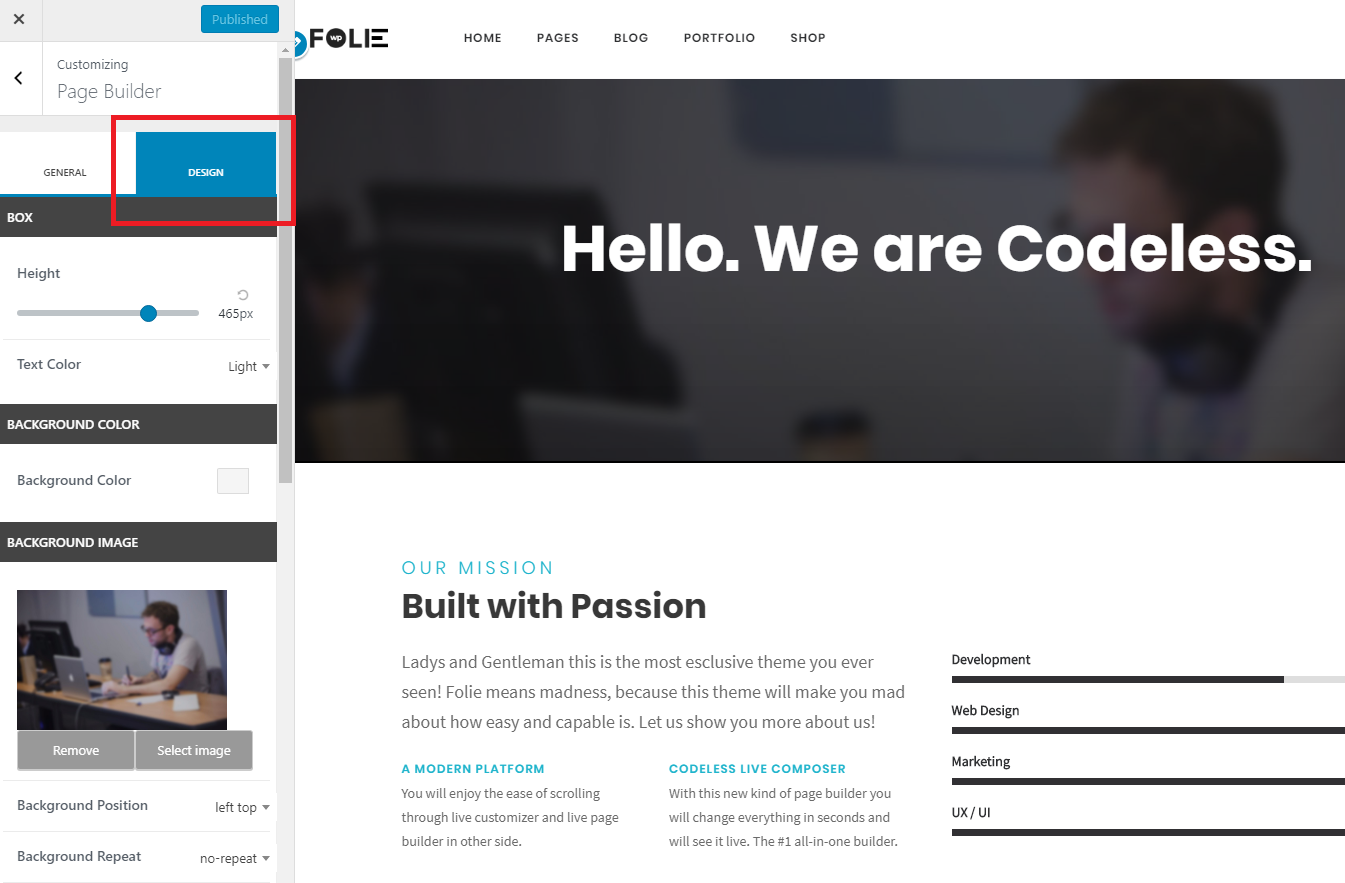 Published
Customizing
Page Builder
GENERAL
DESIGN
BOX
Height
465px
Text Color
Light
BACKGROUND COLOR
Background Color
BACKGROUND IMAGE
Remove
Select image
Background Position
left top
Background Repeat
no-repeat
FOLIE
wp
HOME
PAGES
BLOG
PORTFOLIO
SHOP
Hello. We are Codeless.
OUR MISSION
Built with Passion
Ladys and Gentleman this is the most esclusive theme you ever
seen! Folie means madness, because this theme will make you mad
about how easy and capable is. Let us show you more about us!
A MODERN PLATFORM
You will enjoy the ease of scrolling
through live customizer and live page
builder in other side.
CODELESS LIVE COMPOSER
With this new kind of page builder you
will change everything in seconds and
will see it live. The #1 all-in-one builder.
Development
Web Design
Marketing
UX / UI